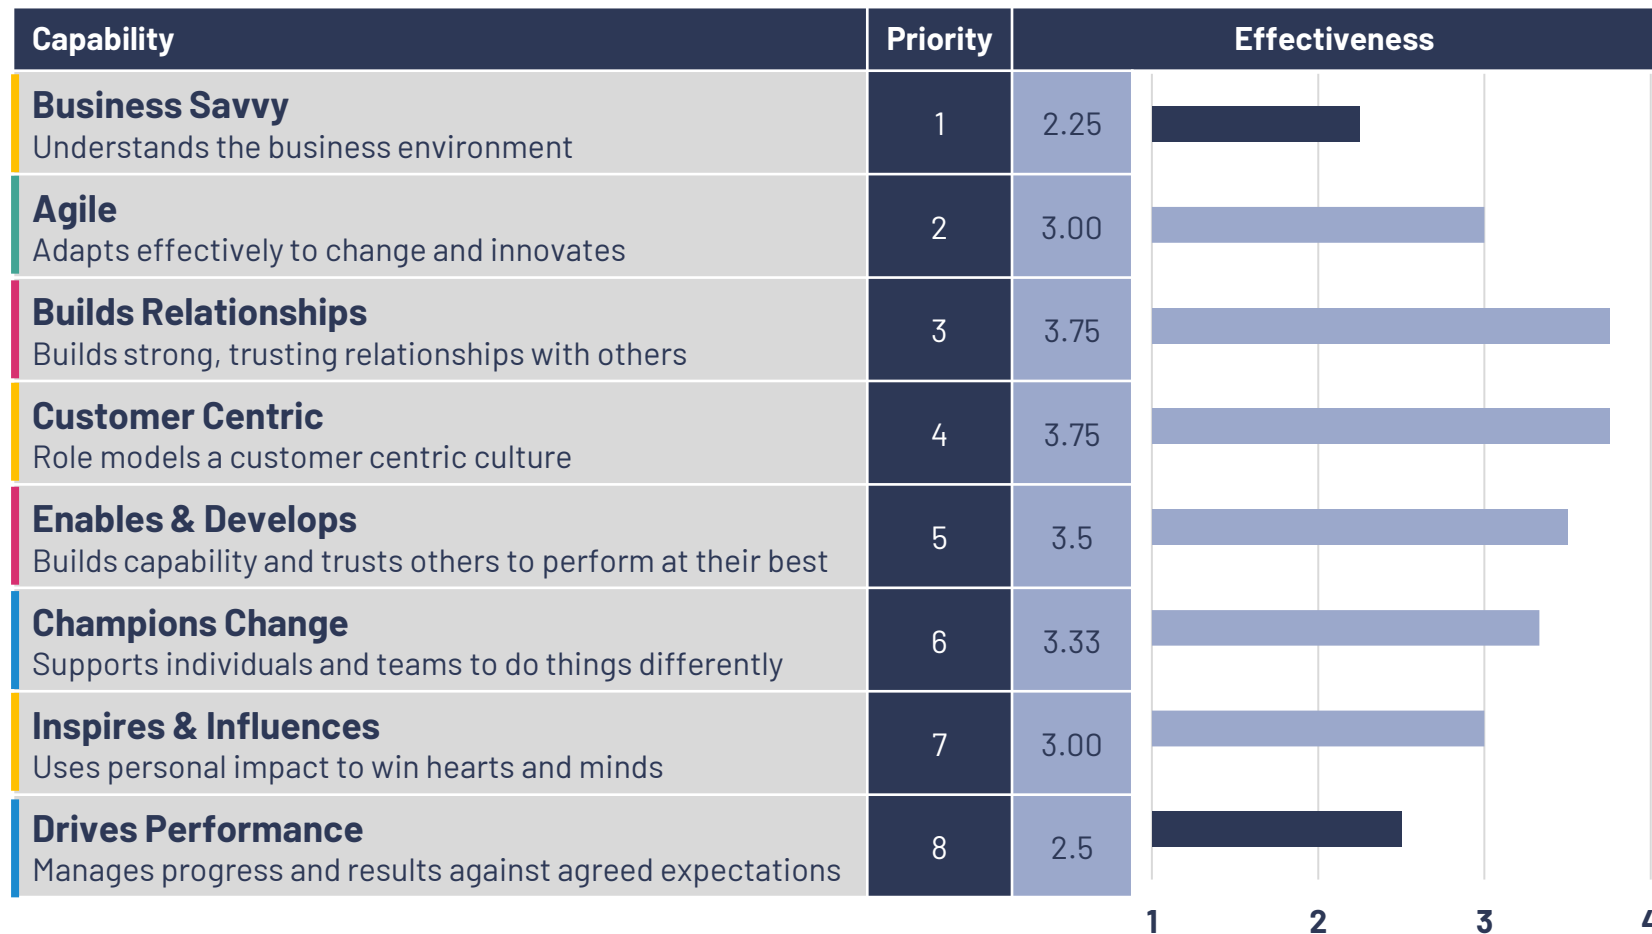 Capability Priority Effectiveness
Business Savvy
Understands the business environment
1 2.25
Agile
Adapts effectively to change and innovates
2 3.00
Builds Relationships
Builds strong, trusting relationships with others
3 3.75
Customer Centric
Role models a customer centric culture
4 3.75
Enables & Develops
Builds capability and trusts others to perform at their best
5 3.5
Champions Change
Supports individuals and teams to do things differently
6 3.33
Inspires & Influences
Uses personal impact to win hearts and minds
7 3.00
Drives Performance
Manages progress and results against agreed expectations
8 2.5
1 2 3 4